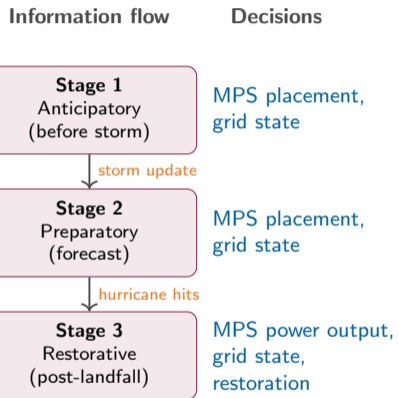 Information flow
Decisions
Stage 1
Anticipatory
(before storm)
MPS placement,
grid state
storm update
Stage 2
Preparatory
(forecast)
MPS placement,
grid state
hurricane hits
Stage 3
Restorative
(post-landfall)
MPS power output,
grid state,
restoration